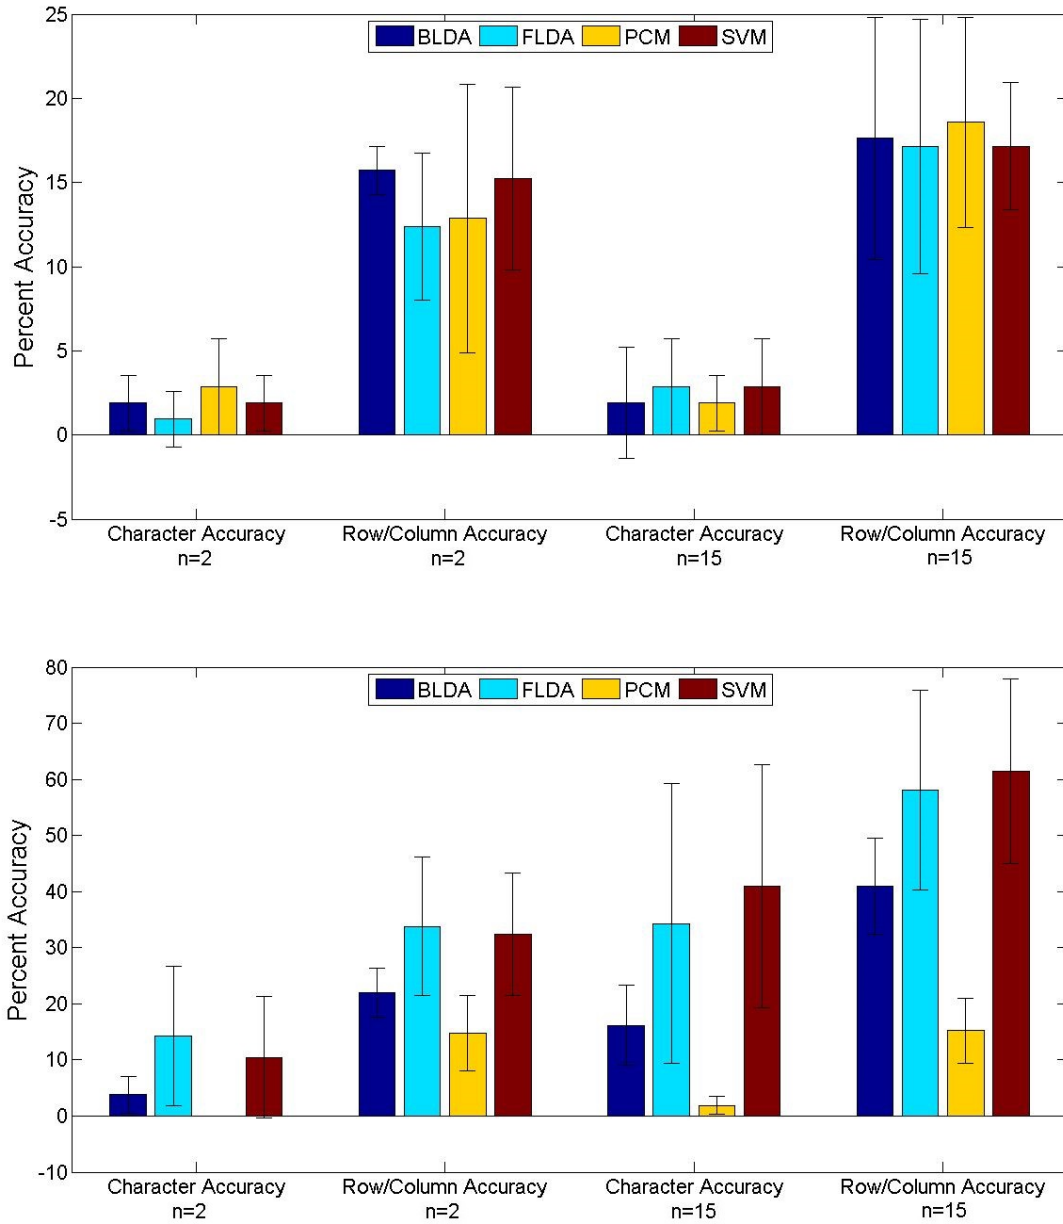 25
20
15
10
5
0
-5
Percent Accuracy
BLDA FLDA PCM SVM
Character Accuracy
n=2
Row/Column Accuracy
n=2
Character Accuracy
n=15
Row/Column Accuracy
n=15
80
70
60
50
40
30
20
10
0
-10
Percent Accuracy
BLDA FLDA PCM SVM
Character Accuracy
n=2
Row/Column Accuracy
n=2
Character Accuracy
n=15
Row/Column Accuracy
n=15